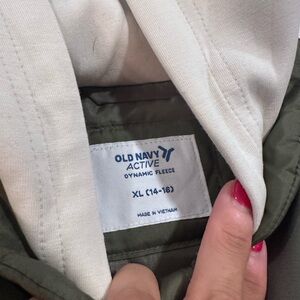 OLD NAVY
ACTIVE
DYNAMIC FLEECE
XL (14-16)
MADE IN VIETNAM